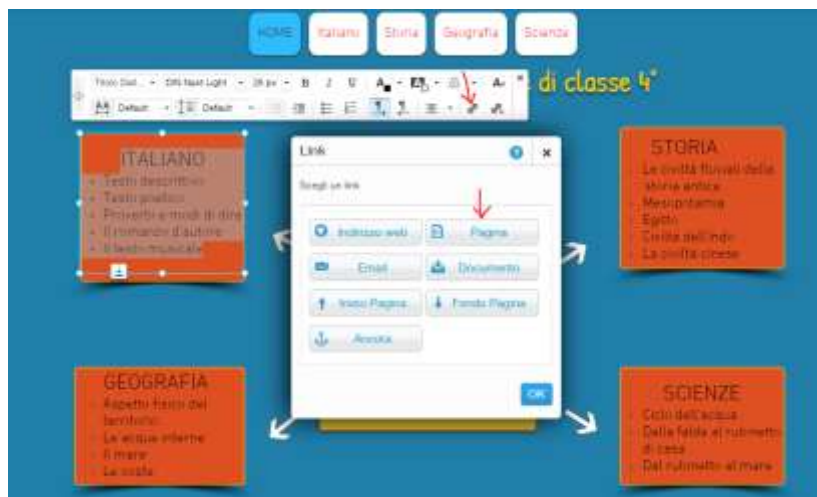 HOME Italiano Storia Geografia Scienze
di classe 4°
Default Default
ITALIANO
Testo descrittivo
Testo poetico
Proverbi e modi di dire
Il romanzo d'autore
Il testo musicale
Link
Scegli un link
Indirizzo web Pagina
Email Documento
Inizio Pagina Fondo Pagina
Ancora
OK
STORIA
Le civiltà fluviali della
storia antica
Mesopotamia
Egitto
Civiltà dell'Indo
La civiltà cinese
GEOGRAFIA
Aspetto fisico del
territorio
Le acque interne
Il mare
Le coste
SCIENZE
Ciclo dell'acqua
Dalla falda al rubinetto
di casa
Dal rubinetto al mare